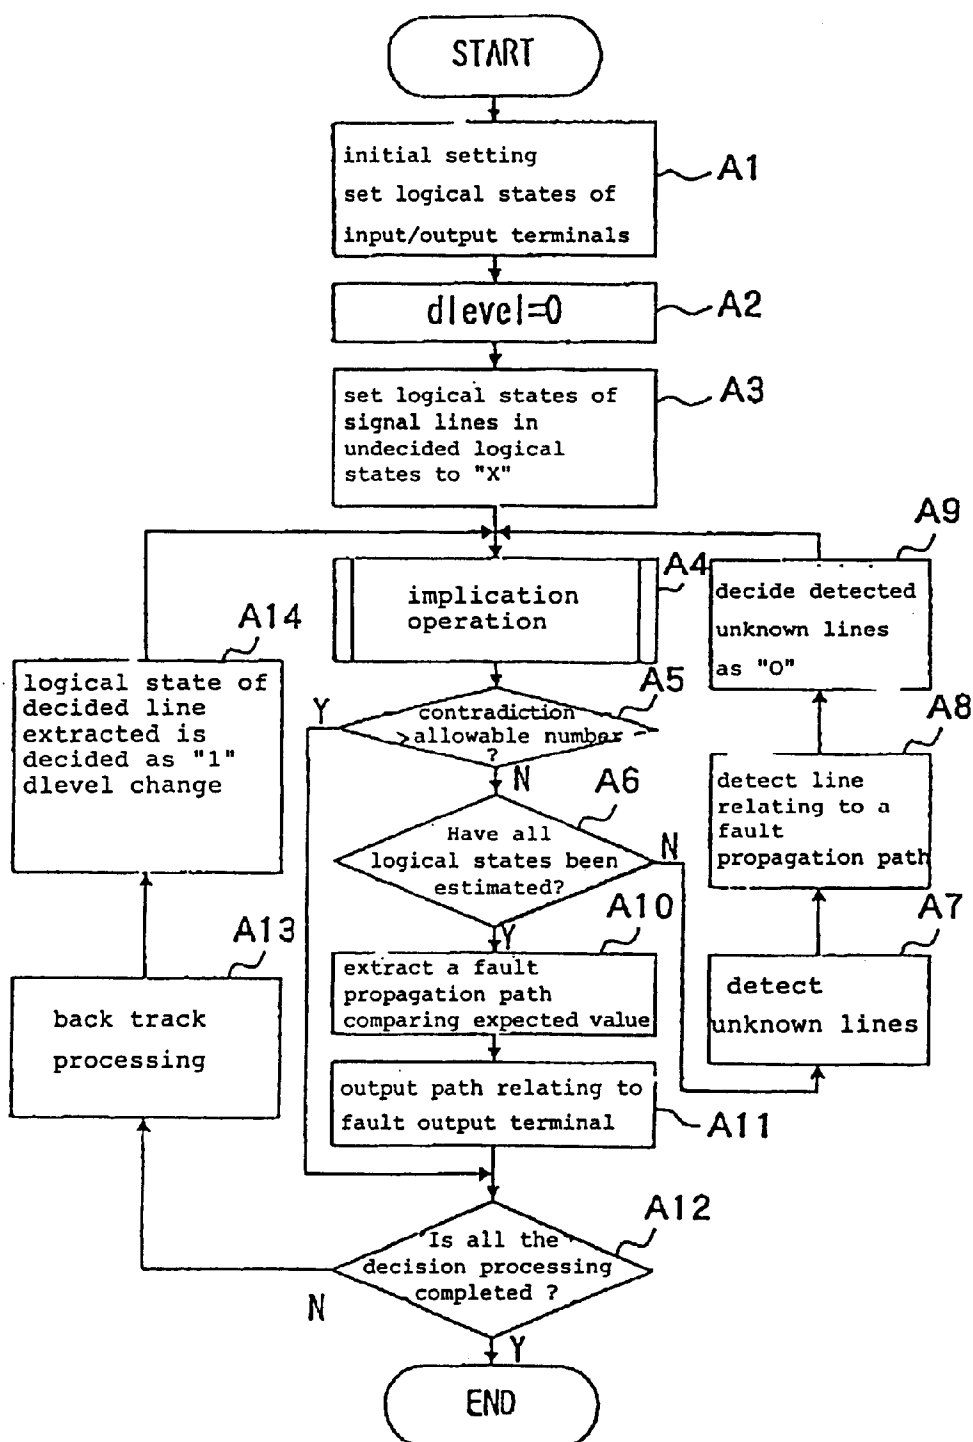 START
initial setting
set logical states of
input/output terminals
A1
dlevel=0
A2
set logical states of
signal lines in
undecided logical
states to "X"
A3
implication
operation
A4
contradiction
>allowable number
?
A5
Y
N
Have all
logical states been
estimated?
A6
N
Y
detect
unknown lines
A7
detect line
relating to a
fault
propagation path
A8
decide detected
unknown lines
as "0"
A9
extract a fault
propagation path
comparing expected value
A10
output path relating to
fault output terminal
A11
Is all the
decision processing
completed ?
A12
N
Y
back track
processing
A13
logical state of
decided line
extracted is
decided as "1"
dlevel change
A14
END